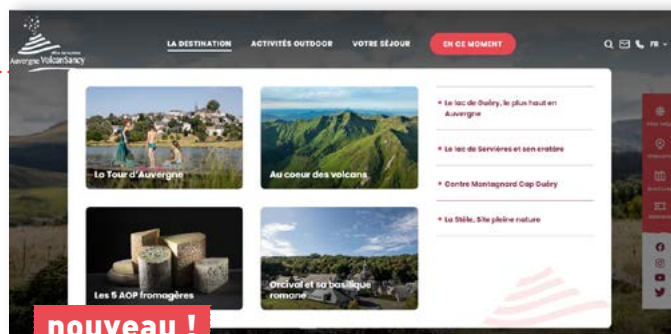 Auvergne VolcanSancy
LA DESTINATION ACTIVITÉS OUTDOOR VOTRE SÉJOUR EN CE MOMENT FR
La Tour d'Auvergne
Au coeur des volcans
Les 5 AOP fromagères
Orcival et sa basilique
romane
+ Le lac de Guéry, le plus haut en
Auvergne
+ Le lac de Servières et son cratère
+ Centre Montagnard Cap Guéry
+ La Stèle, Site pleine nature
nouveau !